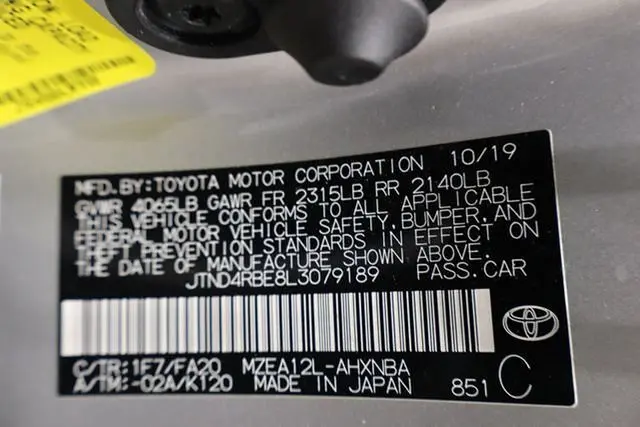 MFD.BY:TOYOTA MOTOR CORPORATION 10/19
GVWR 4065LB GAWR FR 2315LB RR 2140LB
THIS VEHICLE CONFORMS TO ALL APPLICABLE
FEDERAL MOTOR VEHICLE SAFETY,BUMPER,AND
THEFT PREVENTION STANDARDS IN EFFECT ON
THE DATE OF MANUFACTURE SHOWN ABOVE.
JTND4RBE8L3079189 PASS.CAR
C/TR:1F7/FA20 MZEA12L-AHXNBA
A/TM:-02A/K120 MADE IN JAPAN 851 C